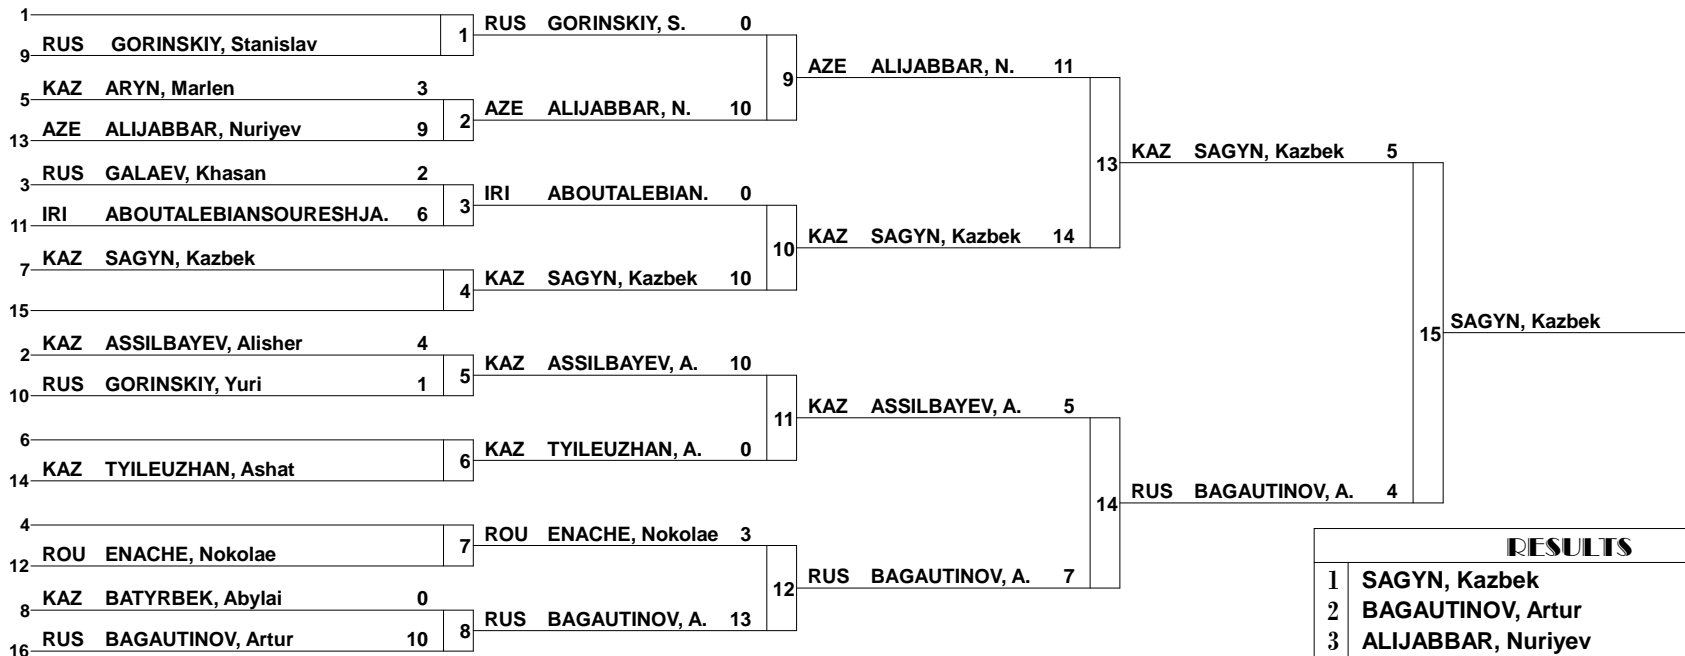 1
RUS GORINSKIY, Stanislav
9
1
RUS GORINSKIY, S. 0
5
KAZ ARYN, Marlen 3
13
AZE ALIJABBAR, Nuriyev 9
2
AZE ALIJABBAR, N. 10
9
AZE ALIJABBAR, N. 11
3
RUS GALAEV, Khasan 2
11
IRI ABOUTALEBIANSOURESHJA. 6
3
IRI ABOUTALEBIAN. 0
7
KAZ SAGYN, Kazbek
15
4
KAZ SAGYN, Kazbek 10
10
KAZ SAGYN, Kazbek 14
13
KAZ SAGYN, Kazbek 5
2
KAZ ASSILBAYEV, Alisher 4
10
RUS GORINSKIY, Yuri 1
5
KAZ ASSILBAYEV, A. 10
6
14
KAZ TYILEUZHAN, Ashat
6
KAZ TYILEUZHAN, A. 0
11
KAZ ASSILBAYEV, A. 5
4
12
ROU ENACHE, Nokolae
7
ROU ENACHE, Nokolae 3
8
KAZ BATYRBEK, Abylai 0
16
RUS BAGAUTINOV, Artur 10
8
RUS BAGAUTINOV, A. 13
12
RUS BAGAUTINOV, A. 7
14
RUS BAGAUTINOV, A. 4
15
SAGYN, Kazbek
RESULTS
1 SAGYN, Kazbek
2 BAGAUTINOV, Artur
3 ALIJABBAR, Nuriyev